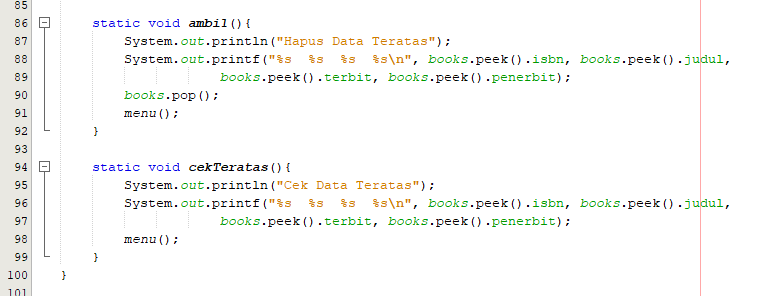 85
86 static void ambil(){
87 System.out.println("Hapus Data Teratas");
88 System.out.printf("%s  %s  %s  %s\n", books.peek().isbn, books.peek().judul,
89 books.peek().terbit, books.peek().penerbit);
90 books.pop();
91 menu();
92 }
93
94 static void cekTeratas(){
95 System.out.println("Cek Data Teratas");
96 System.out.printf("%s  %s  %s  %s\n", books.peek().isbn, books.peek().judul,
97 books.peek().terbit, books.peek().penerbit);
98 menu();
99 }
100 }
101